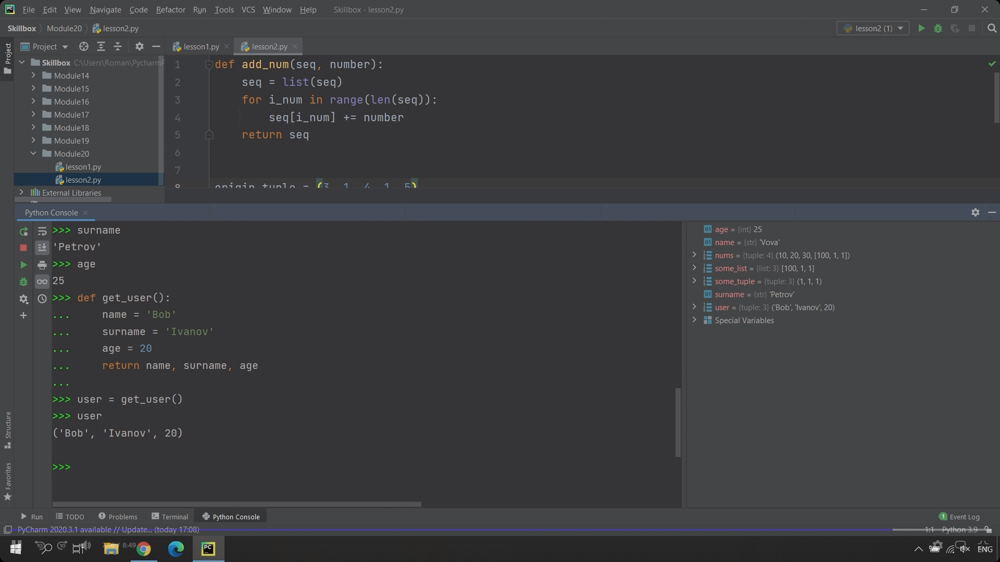 File Edit View Navigate Code Refactor Run Tools VCS Window Help Skillbox - lesson2.py
Skillbox Module20 lesson2.py lesson2 (1)
Project lesson1.py lesson2.py
Project
Skillbox C:\Users\Roman\PycharmP
Module14
Module15
Module16
Module17
Module18
Module19
Module20
lesson1.py
lesson2.py
External Libraries
1 def add_num(seq, number):
2 seq = list(seq)
3 for i_num in range(len(seq)):
4 seq[i_num] += number
5 return seq
6
7
8 origin_tuple = (3, 1, 4, 1, 5)
Python Console
>>> surname
'Petrov'
>>> age
25
>>> def get_user():
... name = 'Bob'
... surname = 'Ivanov'
... age = 20
... return name, surname, age
...
>>> user = get_user()
>>> user
('Bob', 'Ivanov', 20)
>>>
age = {int} 25
name = {str} 'Vova'
nums = {tuple: 4} (10, 20, 30, [100, 1, 1])
some_list = {list: 3} [100, 1, 1]
some_tuple = {tuple: 3} (1, 1, 1)
surname = {str} 'Petrov'
user = {tuple: 3} ('Bob', 'Ivanov', 20)
Special Variables
Structure
Favorites
Run TODO Problems Terminal Python Console 1 Event Log
PyCharm 2020.3.1 available // Update... (today 17:08) 1:1 Python 3.9
10 10 7:56 / 8:49 PC ENG